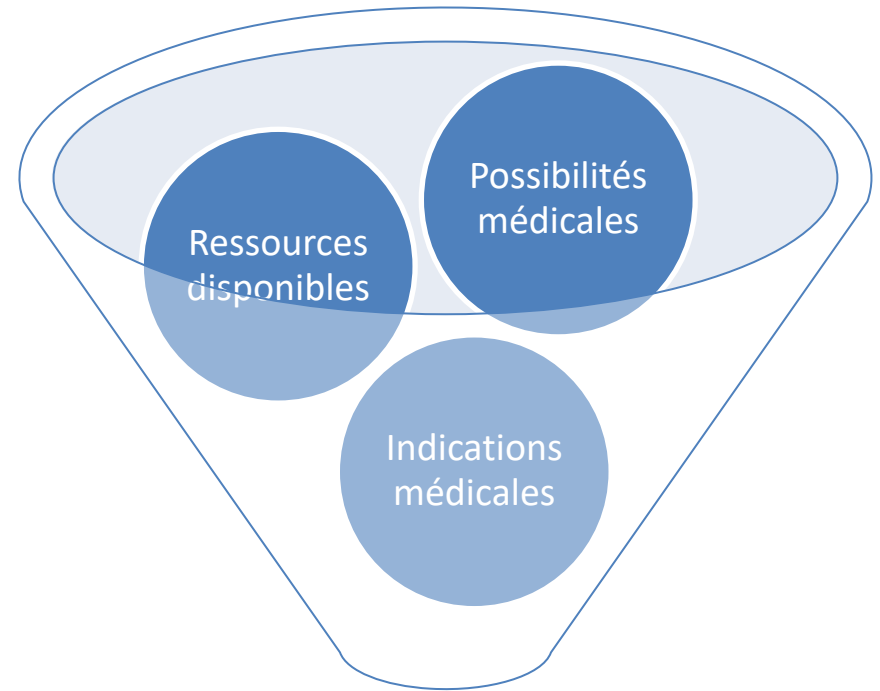 Possibilités
médicales
Ressources
disponibles
Indications
médicales